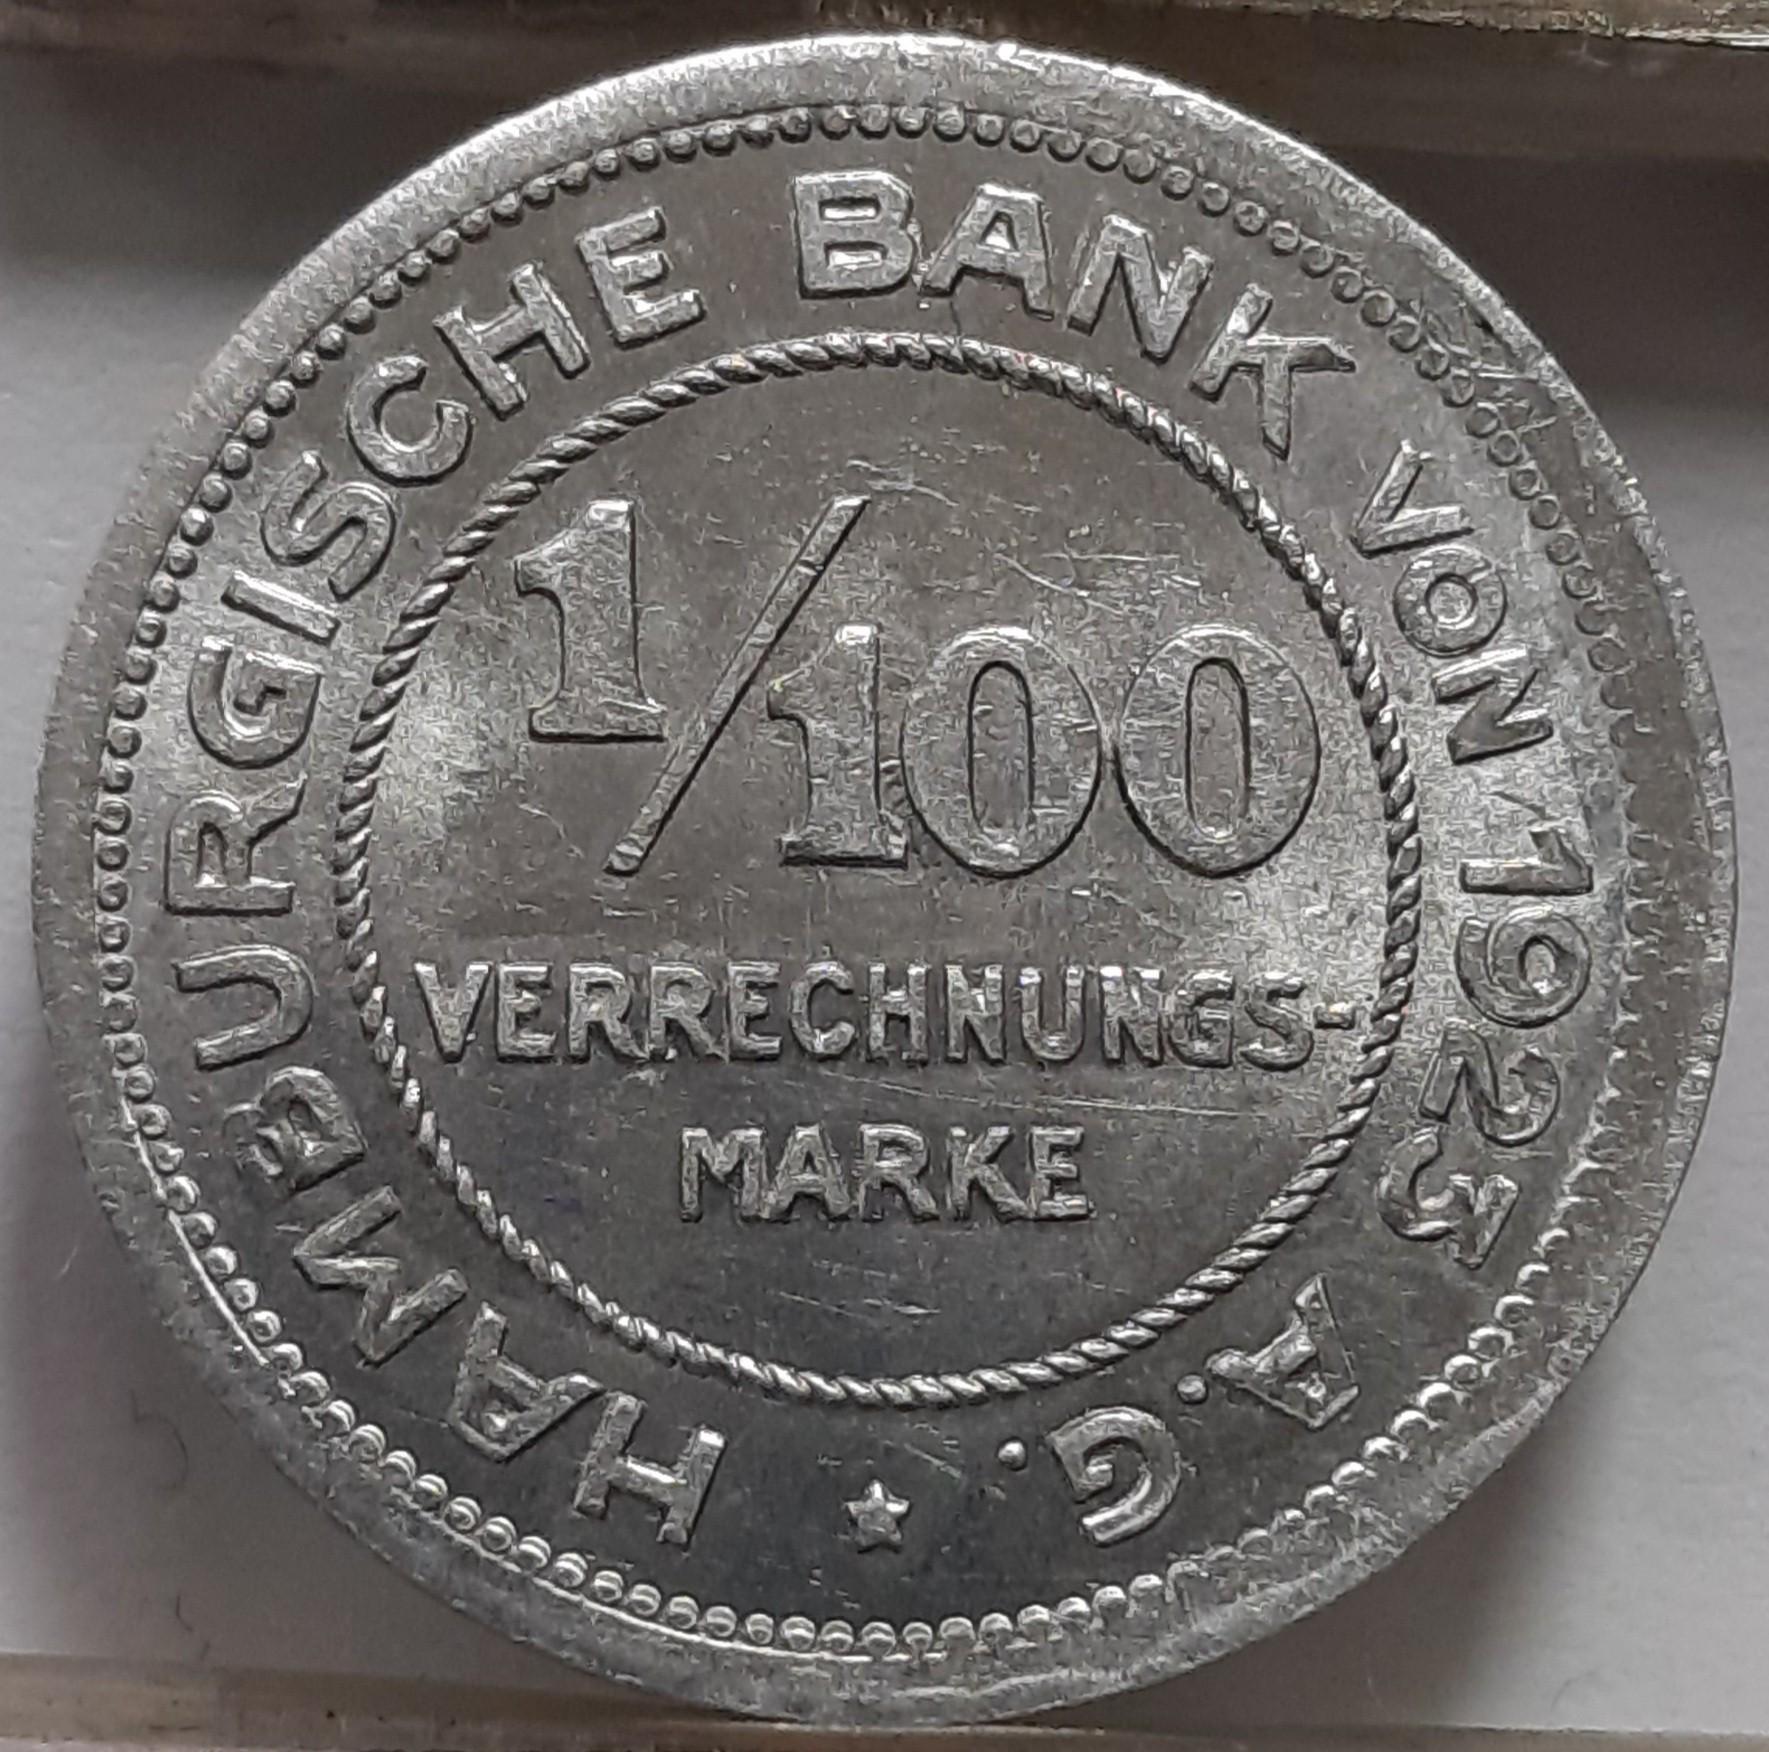 HAMBURGISCHE BANK VON 1923 A.G.
1/100
VERRECHNUNGS-
MARKE